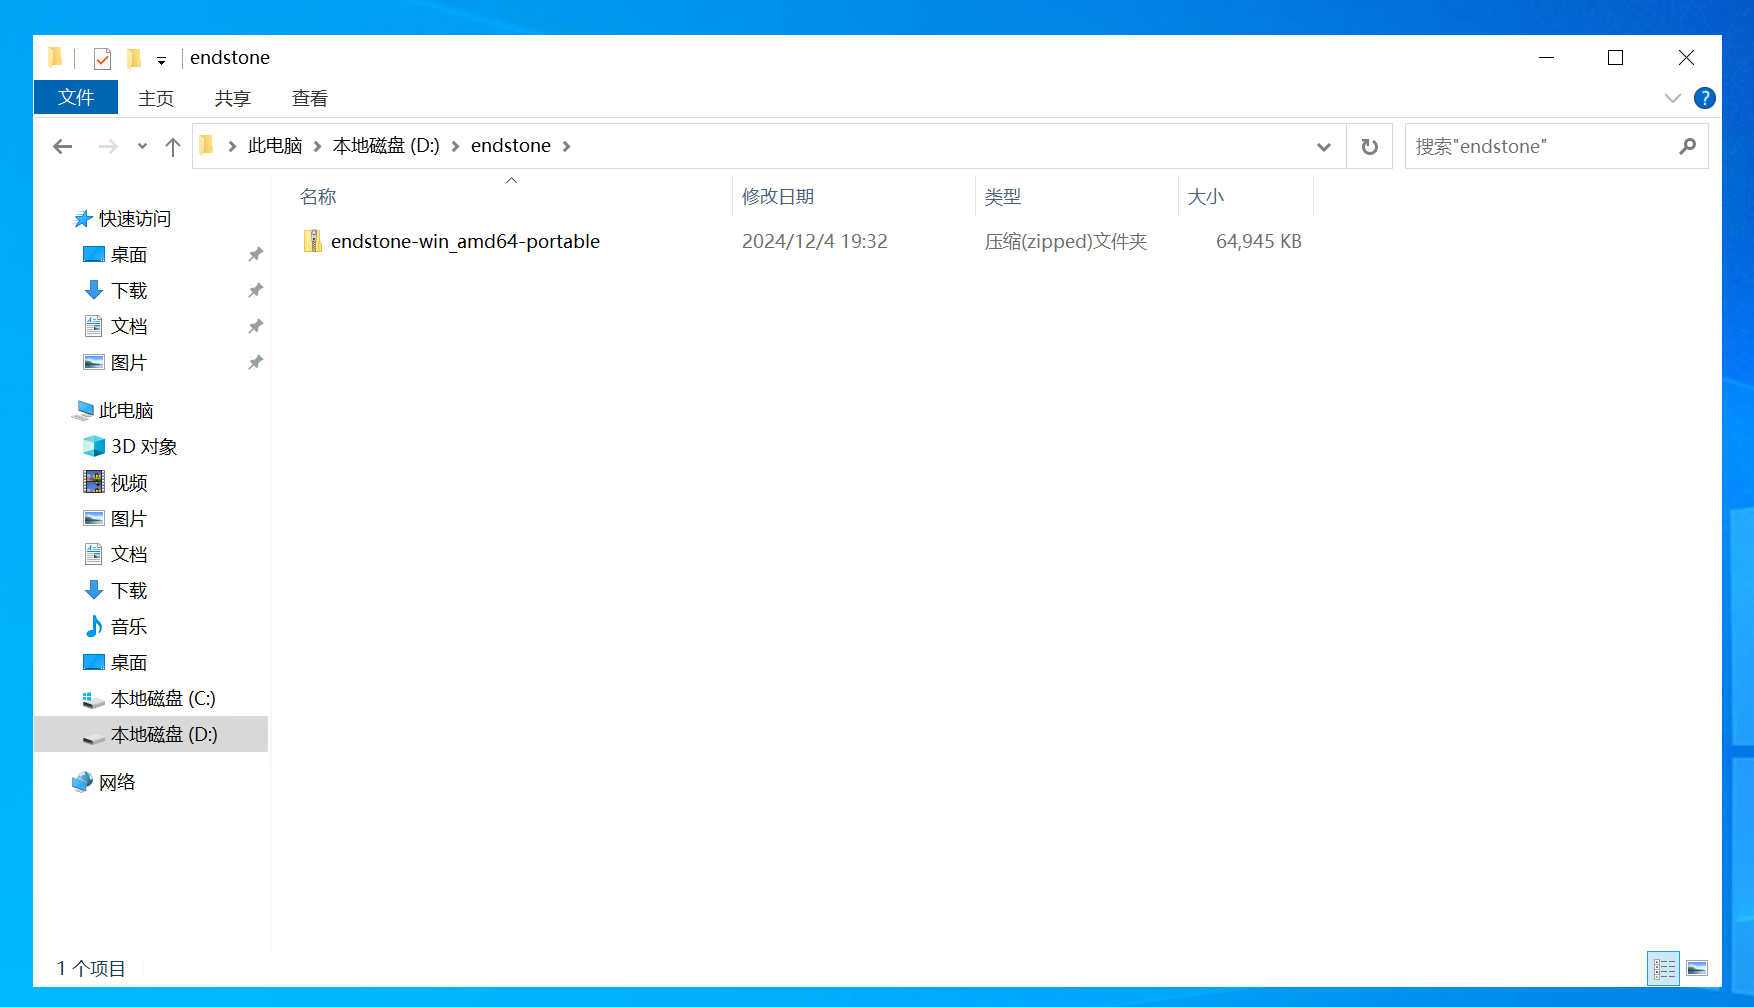 endstone
文件 主页 共享 查看 ?
此电脑 本地磁盘 (D:) endstone 搜索"endstone"
名称 修改日期 类型 大小
endstone-win_amd64-portable 2024/12/4 19:32 压缩(zipped)文件夹 64,945 KB
快速访问
桌面
下载
文档
图片
此电脑
3D 对象
视频
图片
文档
下载
音乐
桌面
本地磁盘 (C:)
本地磁盘 (D:)
网络
1 个项目